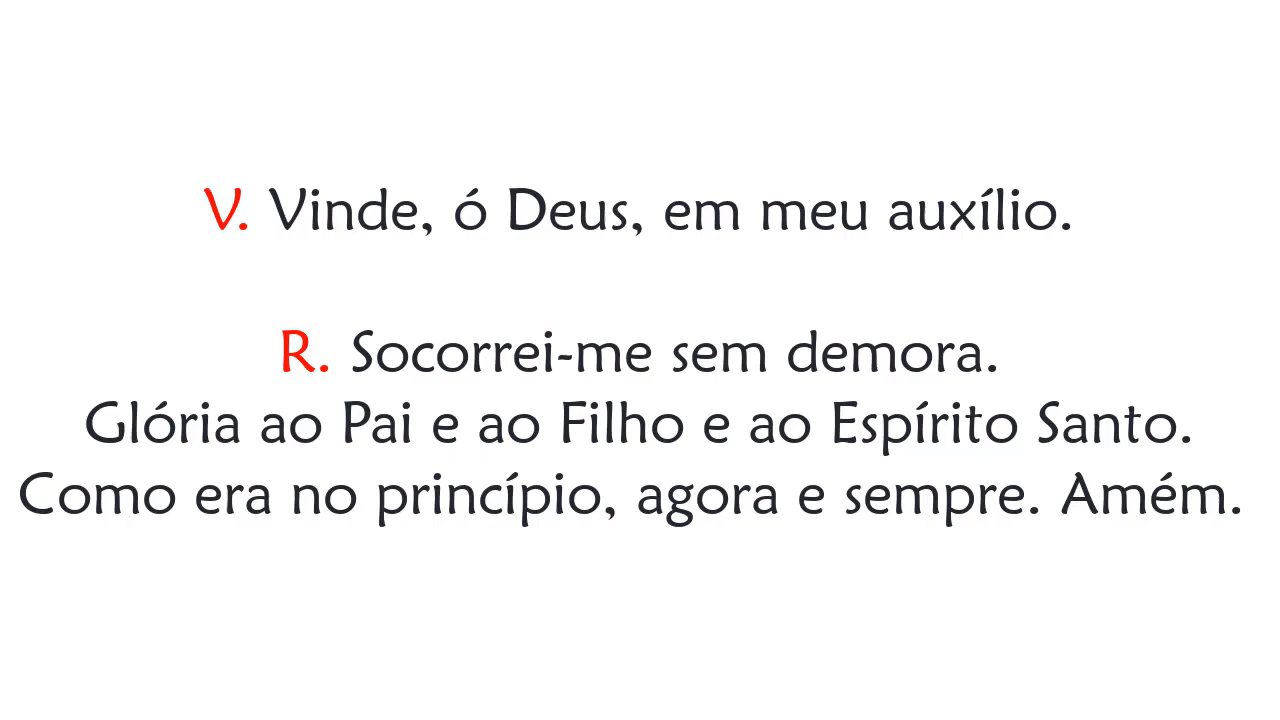 V. Vinde, ó Deus, em meu auxílio.
R. Socorrei-me sem demora.
Glória ao Pai e ao Filho e ao Espírito Santo.
Como era no princípio, agora e sempre. Amém.